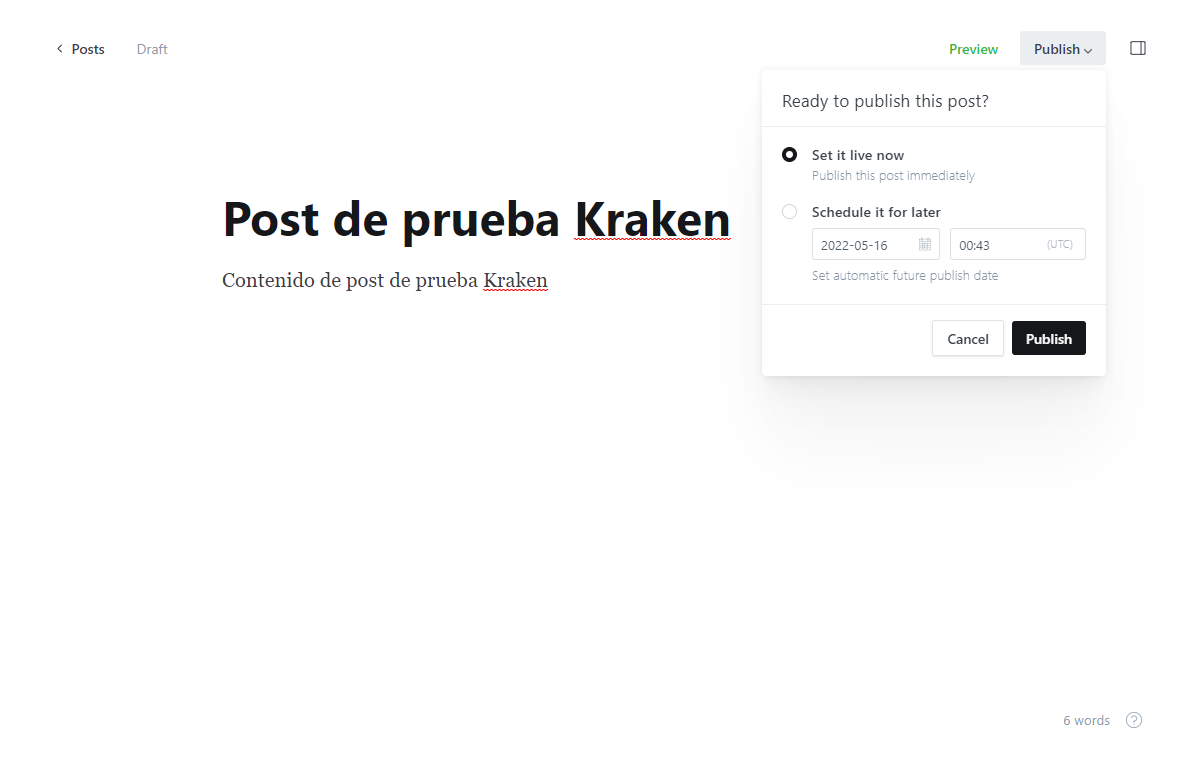 Posts Draft Preview Publish
Ready to publish this post?
Set it live now
Publish this post immediately
Schedule it for later
2022-05-16 00:43 (UTC)
Set automatic future publish date
Cancel Publish
Post de prueba Kraken
Contenido de post de prueba Kraken
6 words ?